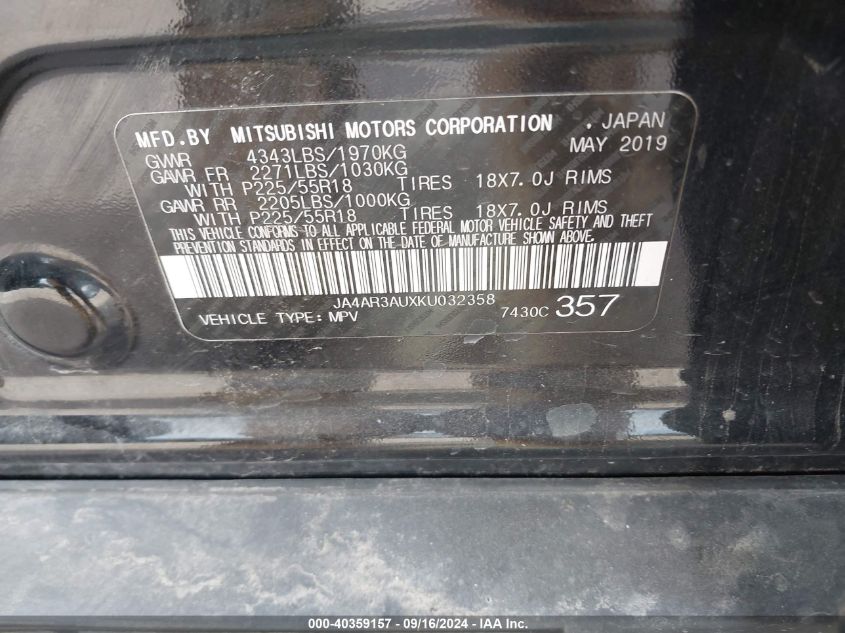 MFD.BY MITSUBISHI MOTORS CORPORATION . JAPAN
GVWR 4343LBS/1970KG MAY 2019
GAWR FR 2271LBS/1030KG
WITH P225/55R18 TIRES 18X7.0J RIMS
GAWR RR 2205LBS/1000KG
WITH P225/55R18 TIRES 18X7.0J RIMS
THIS VEHICLE CONFORMS TO ALL APPLICABLE FEDERAL MOTOR VEHICLE SAFETY AND THEFT
PREVENTION STANDARDS IN EFFECT ON THE DATE OF MANUFACTURE SHOWN ABOVE.
JA4AR3AUXKU032358
VEHICLE TYPE: MPV 7430C 357
000-40359157 - 09/16/2024 - IAAI.com